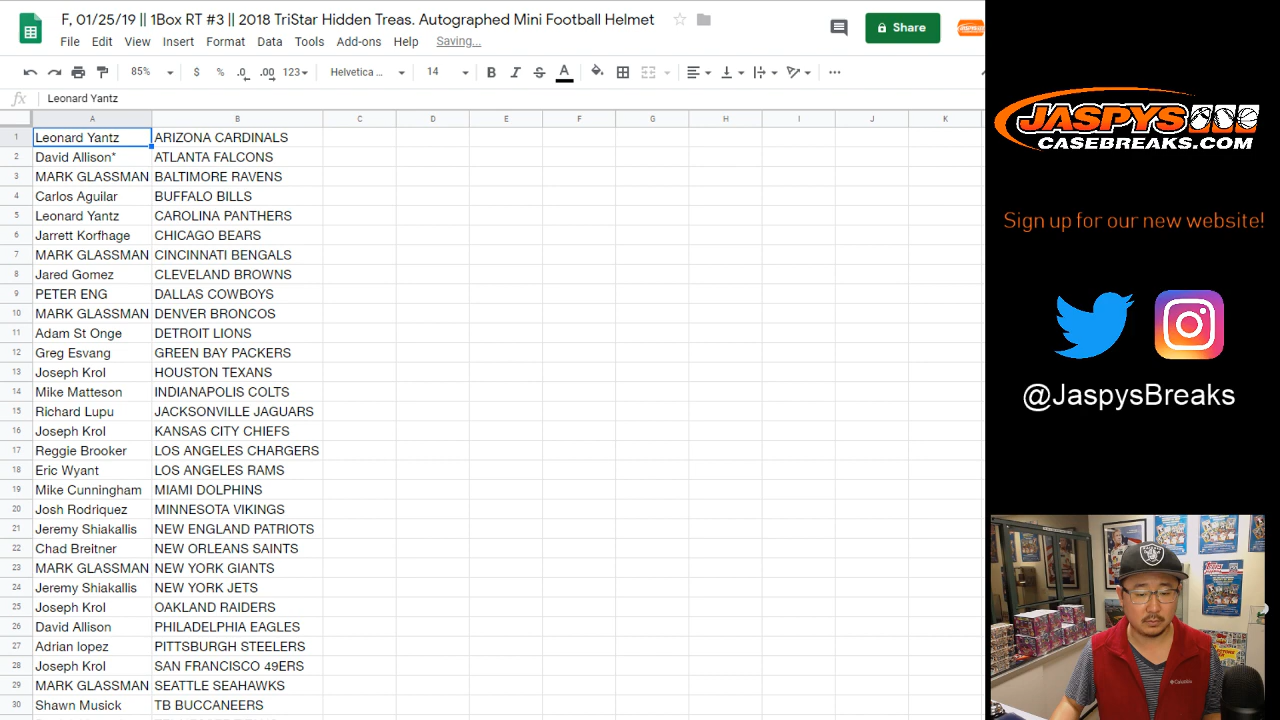 F, 01/25/19 || 1Box RT #3 || 2018 TriStar Hidden Treas. Autographed Mini Football Helmet
File Edit View Insert Format Data Tools Add-ons Help Saving...
Share
85% $ % .0 .00 123 Helvetica ... 14 B I S A
fx Leonard Yantz
A B C D E F G H I J K
1 Leonard Yantz ARIZONA CARDINALS
2 David Allison* ATLANTA FALCONS
3 MARK GLASSMAN BALTIMORE RAVENS
4 Carlos Aguilar BUFFALO BILLS
5 Leonard Yantz CAROLINA PANTHERS
6 Jarrett Korfhage CHICAGO BEARS
7 MARK GLASSMAN CINCINNATI BENGALS
8 Jared Gomez CLEVELAND BROWNS
9 PETER ENG DALLAS COWBOYS
10 MARK GLASSMAN DENVER BRONCOS
11 Adam St Onge DETROIT LIONS
12 Greg Esvang GREEN BAY PACKERS
13 Joseph Krol HOUSTON TEXANS
14 Mike Matteson INDIANAPOLIS COLTS
15 Richard Lupu JACKSONVILLE JAGUARS
16 Joseph Krol KANSAS CITY CHIEFS
17 Reggie Brooker LOS ANGELES CHARGERS
18 Eric Wyant LOS ANGELES RAMS
19 Mike Cunningham MIAMI DOLPHINS
20 Josh Rodriquez MINNESOTA VIKINGS
21 Jeremy Shiakallis NEW ENGLAND PATRIOTS
22 Chad Breitner NEW ORLEANS SAINTS
23 MARK GLASSMAN NEW YORK GIANTS
24 Jeremy Shiakallis NEW YORK JETS
25 Joseph Krol OAKLAND RAIDERS
26 David Allison PHILADELPHIA EAGLES
27 Adrian lopez PITTSBURGH STEELERS
28 Joseph Krol SAN FRANCISCO 49ERS
29 MARK GLASSMAN SEATTLE SEAHAWKS
30 Shawn Musick TB BUCCANEERS
JASPYS
CASEBREAKS.COM
Sign up for our new website!
@JaspysBreaks
Columbia